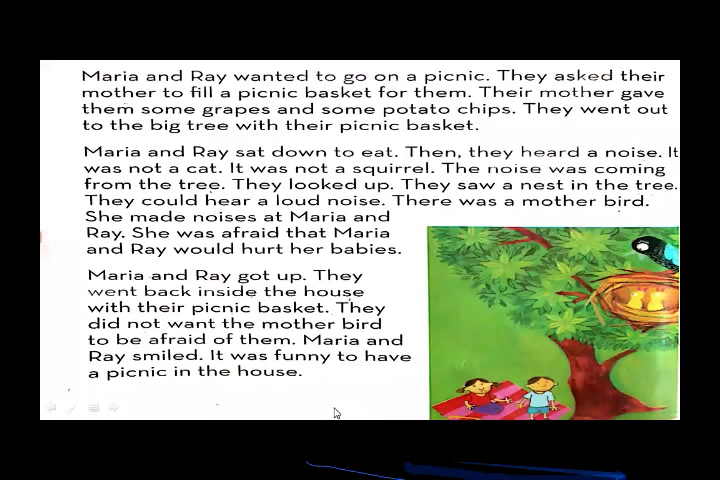 Maria and Ray wanted to go on a picnic. They asked their
mother to fill a picnic basket for them. Their mother gave
them some grapes and some potato chips. They went out
to the big tree with their picnic basket.
Maria and Ray sat down to eat. Then, they heard a noise. It
was not a cat. It was not a squirrel. The noise was coming
from the tree. They looked up. They saw a nest in the tree.
They could hear a loud noise. There was a mother bird.
She made noises at Maria and
Ray. She was afraid that Maria
and Ray would hurt her babies.
Maria and Ray got up. They
went back inside the house
with their picnic basket. They
did not want the mother bird
to be afraid of them. Maria and
Ray smiled. It was funny to have
a picnic in the house.